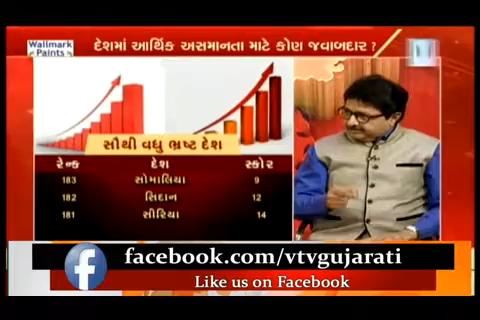 Wallmark
Paints
દેશમાં આર્થિક અસમાનતા માટે કોણ જવાબદાર ?
સૌથી વધુ ભ્રષ્ટ દેશ
રેન્ક દેશ સ્કોર
183 સોમાલિયા 9
182 સિદાન 12
181 સીરિયા 14
facebook.com/vtvgujarati
Like us on Facebook